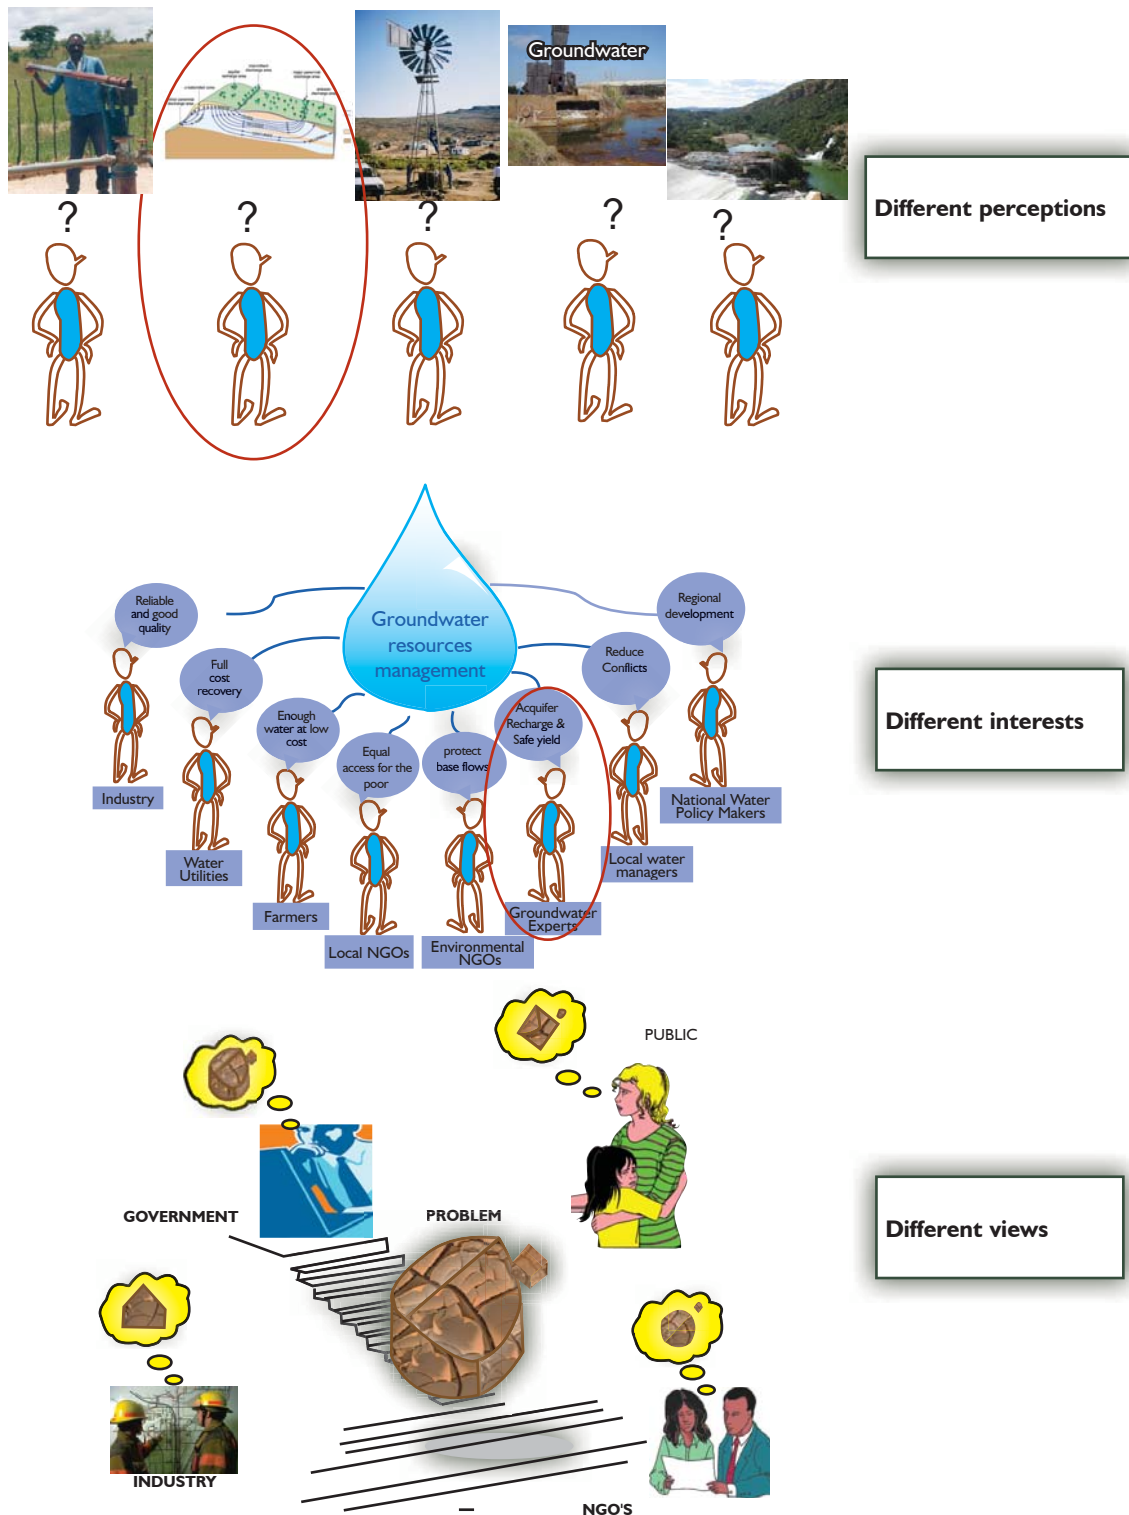 Groundwater
?
?
?
?
?
Different perceptions
Groundwater
resources
management
Reliable
and good
quality
Industry
Full
cost
recovery
Water
Utilities
Enough
water at low
cost
Farmers
Equal
access for the
poor
Local NGOs
protect
base flows
Environmental
NGOs
Acquifer
Recharge &
Safe yield
Groundwater
Experts
Reduce
Conflicts
Local water
managers
Regional
development
National Water
Policy Makers
Different interests
PUBLIC
GOVERNMENT
PROBLEM
INDUSTRY
NGO'S
Different views